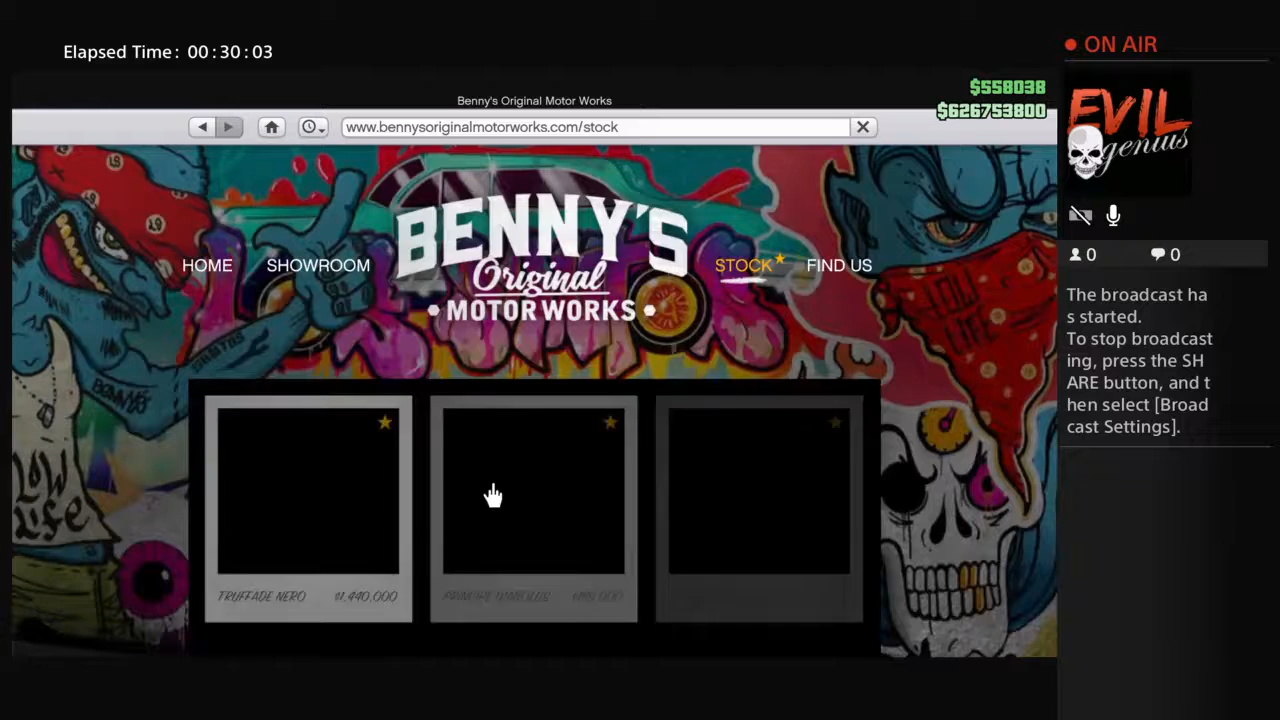 Elapsed Time: 00:30:03
ON AIR
$558038
$626753800
Benny's Original Motor Works
www.bennysoriginalmotorworks.com/stock
EVIL
genius
BENNY'S
Original
MOTOR WORKS
HOME
SHOWROOM
STOCK
FIND US
0
0
The broadcast ha
s started.
To stop broadcast
ing, press the SH
ARE button, and t
hen select [Broad
cast Settings].
LOW
LIFE
TRUFFADE NERO
$1,440,000